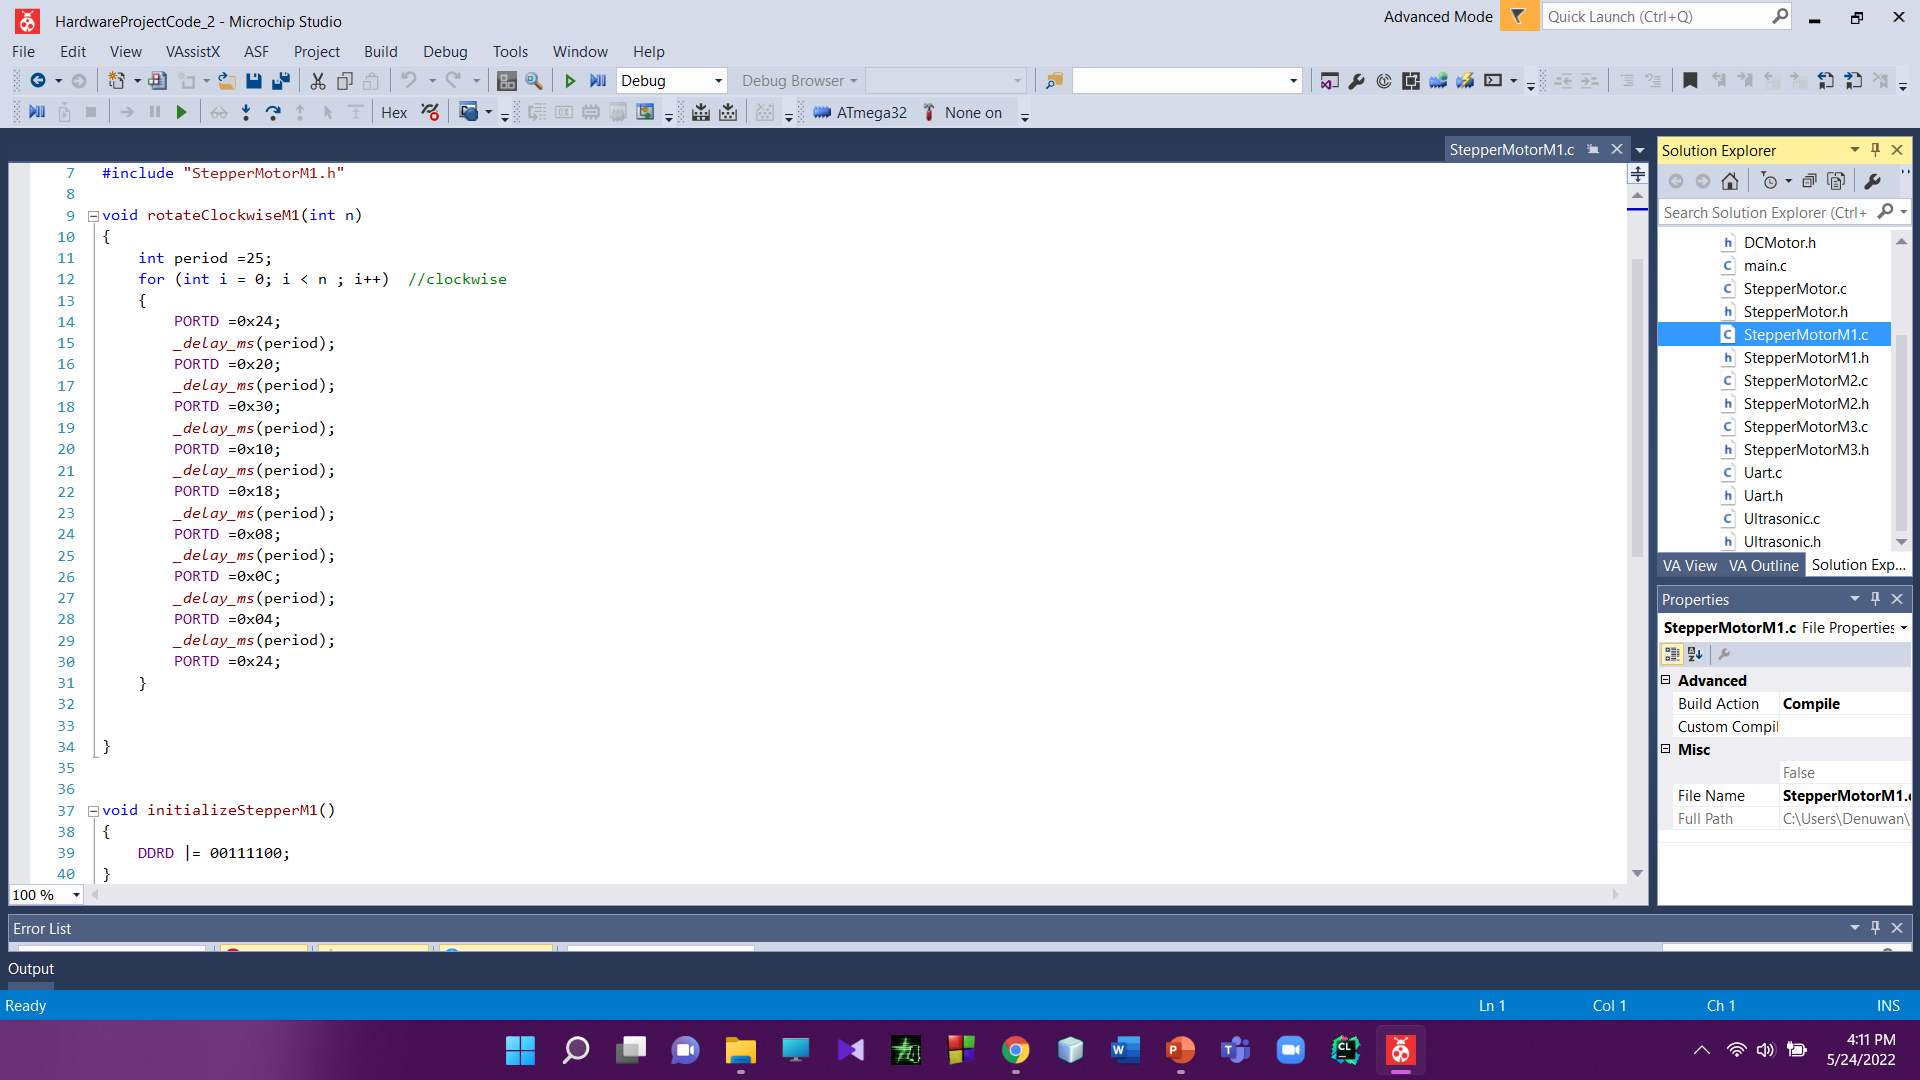 HardwareProjectCode_2 - Microchip Studio
Advanced Mode
Quick Launch (Ctrl+Q)
File Edit View VAssistX ASF Project Build Debug Tools Window Help
Debug
Debug Browser
Hex
ATmega32
None on
StepperMotorM1.c
7 #include "StepperMotorM1.h"
8
9 void rotateClockwiseM1(int n)
10 {
11 int period =25;
12 for (int i = 0; i < n ; i++) //clockwise
13 {
14 PORTD =0x24;
15 _delay_ms(period);
16 PORTD =0x20;
17 _delay_ms(period);
18 PORTD =0x30;
19 _delay_ms(period);
20 PORTD =0x10;
21 _delay_ms(period);
22 PORTD =0x18;
23 _delay_ms(period);
24 PORTD =0x08;
25 _delay_ms(period);
26 PORTD =0x0C;
27 _delay_ms(period);
28 PORTD =0x04;
29 _delay_ms(period);
30 PORTD =0x24;
31 }
32
33
34 }
35
36
37 void initializeStepperM1()
38 {
39 DDRD |= 00111100;
40 }
100 %
Solution Explorer
Search Solution Explorer (Ctrl+
DCMotor.h
main.c
StepperMotor.c
StepperMotor.h
StepperMotorM1.c
StepperMotorM1.h
StepperMotorM2.c
StepperMotorM2.h
StepperMotorM3.c
StepperMotorM3.h
Uart.c
Uart.h
Ultrasonic.c
Ultrasonic.h
VA View VA Outline Solution Exp...
Properties
StepperMotorM1.c File Properties
Advanced
Build Action Compile
Custom Compil
Misc
False
File Name StepperMotorM1.
Full Path C:\Users\Denuwan\
Error List
Output
Ready
Ln 1 Col 1 Ch 1 INS
4:11 PM
5/24/2022